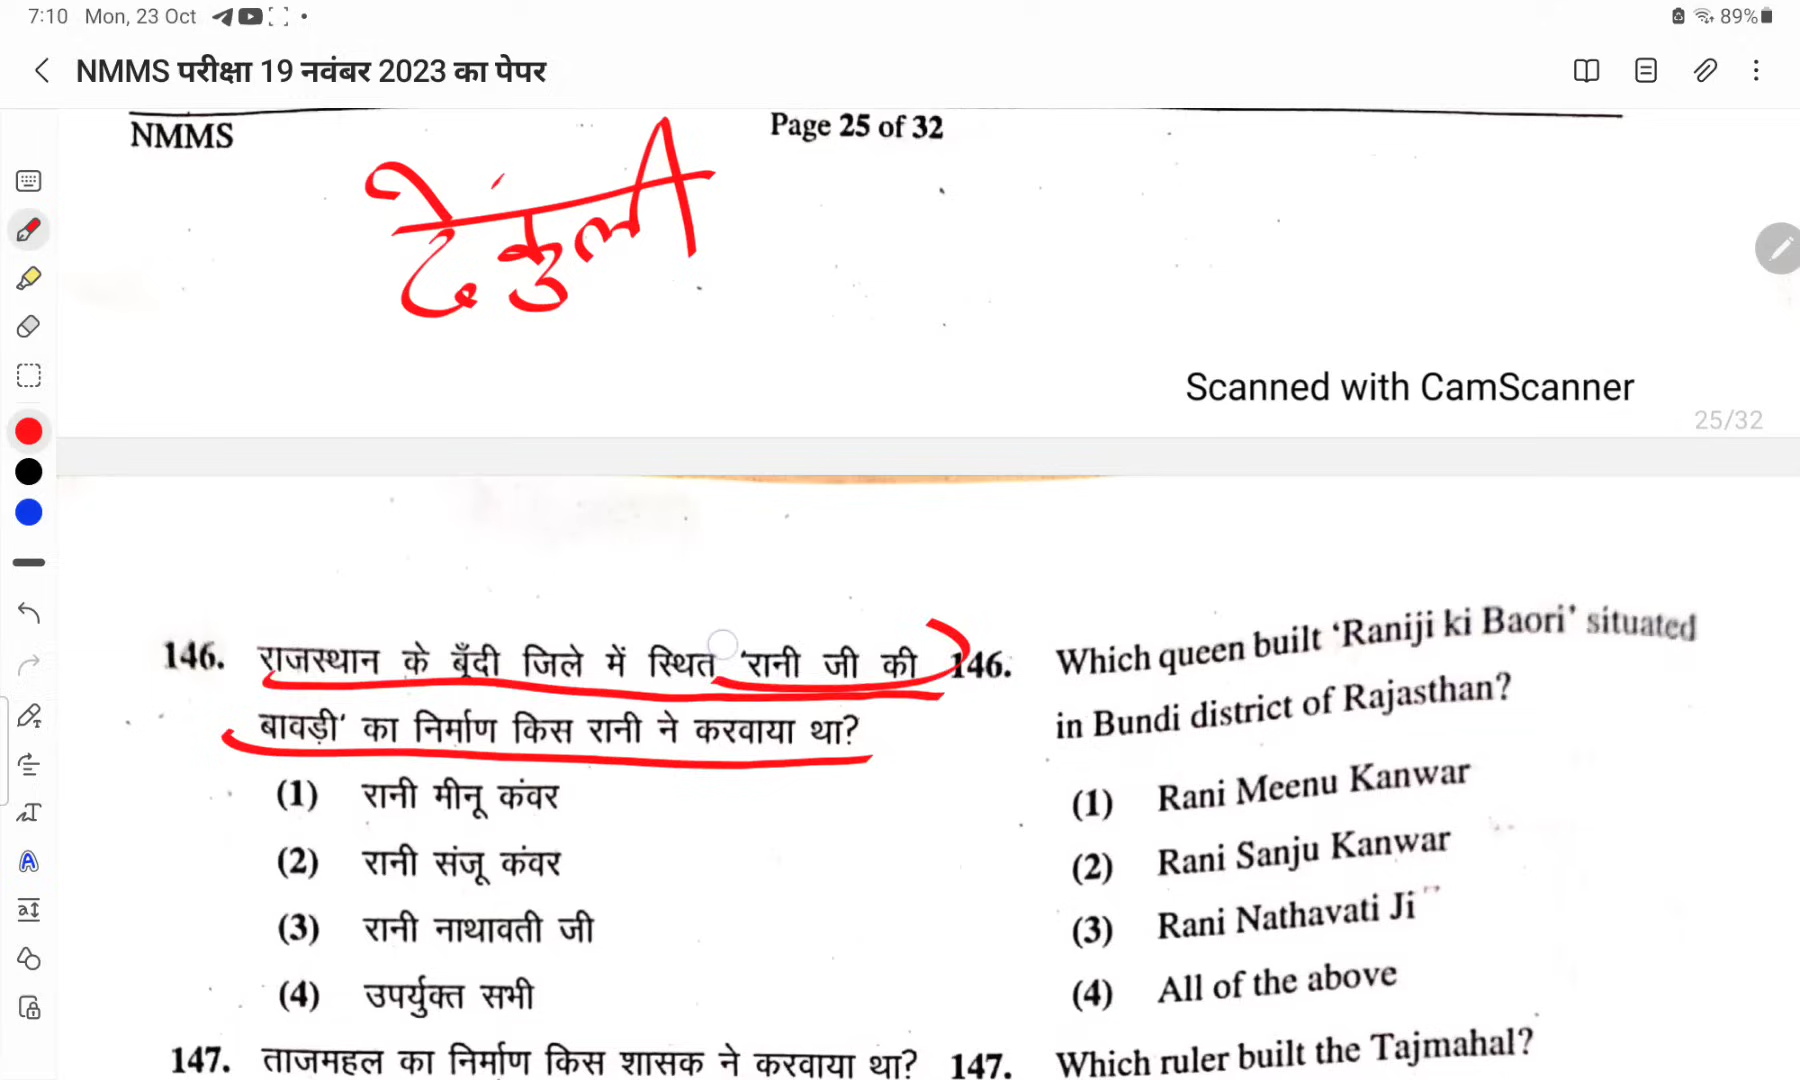 7:10 Mon, 23 Oct
89%
NMMS परीक्षा 19 नवंबर 2023 का पेपर
NMMS
Page 25 of 32
Scanned with CamScanner
25/32
146. राजस्थान के बूँदी जिले में स्थित 'रानी जी की
बावड़ी' का निर्माण किस रानी ने करवाया था?
(1) रानी मीनू कंवर
(2) रानी संजू कंवर
(3) रानी नाथावती जी
(4) उपर्युक्त सभी
147. ताजमहल का निर्माण किस शासक ने करवाया था?
146. Which queen built 'Raniji ki Baori' situated
in Bundi district of Rajasthan?
(1) Rani Meenu Kanwar
(2) Rani Sanju Kanwar
(3) Rani Nathavati Ji
(4) All of the above
147. Which ruler built the Tajmahal?